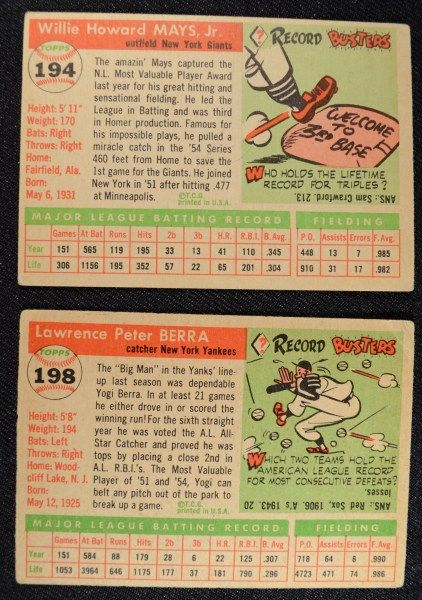 Willie Howard MAYS, Jr.
outfield New York Giants
TOPPS
194
Height: 5' 11"
Weight: 170
Bats: Right
Throws: Right
Home:
Fairfield, Ala.
Born:
May 6, 1931
The amazin' Mays captured the
N.L. Most Valuable Player Award
last year for his great hitting and
sensational fielding. He led the
League in Batting and was third
in Homer production. Famous for
his impossible plays, he pulled a
miracle catch in the '54 Series
460 feet from Home to save the
1st game for the Giants. He joined
New York in '51 after hitting .477
at Minneapolis.
©T.C.G.
printed in U.S.A.
? RECORD BUSTERS
WELCOME
TO
3RD BASE
WHO HOLDS THE LIFETIME
RECORD FOR TRIPLES?
ANS.: Sam Crawford, 312.
MAJOR LEAGUE BATTING RECORD FIELDING
Games At Bat Runs Hits 2b 3b H.R. R.B.I. B. Avg. P.O. Assists Errors F. Avg.
Year 151 565 119 195 33 13 41 110 .345 448 13 7 .985
Life 306 1156 195 352 57 22 65 201 .304 910 31 17 .982
Lawrence Peter BERRA
catcher New York Yankees
TOPPS
198
Height: 5'8"
Weight: 194
Bats: Left
Throws: Right
Home: Wood-
cliff Lake, N. J.
Born:
May 12, 1925
The "Big Man" in the Yanks' line-
up last season was dependable
Yogi Berra. In at least 21 games
he either drove in or scored the
winning run! For the sixth straight
year he was voted the A.L. All-
Star Catcher and proved he was
tops by placing a close 2nd in
A.L. R.B.I.'s. The Most Valuable
Player of '51 and '54, Yogi can
belt any pitch out of the park to
break up a game.
©T.C.G.
printed in U.S.A.
? RECORD BUSTERS
WHICH TWO TEAMS HOLD THE
AMERICAN LEAGUE RECORD
FOR MOST CONSECUTIVE DEFEATS?
ANS.: Red Sox 1906, A's 1943, 20
losses
MAJOR LEAGUE BATTING RECORD FIELDING
Games At Bat Runs Hits 2b 3b H.R. R.B.I. B. Avg. P.O. Assists Errors F. Avg.
Year 151 584 88 179 28 6 22 125 .307 718 64 8 .990
Life 1053 3964 646 1175 177 37 181 790 .296 4723 471 74 .986